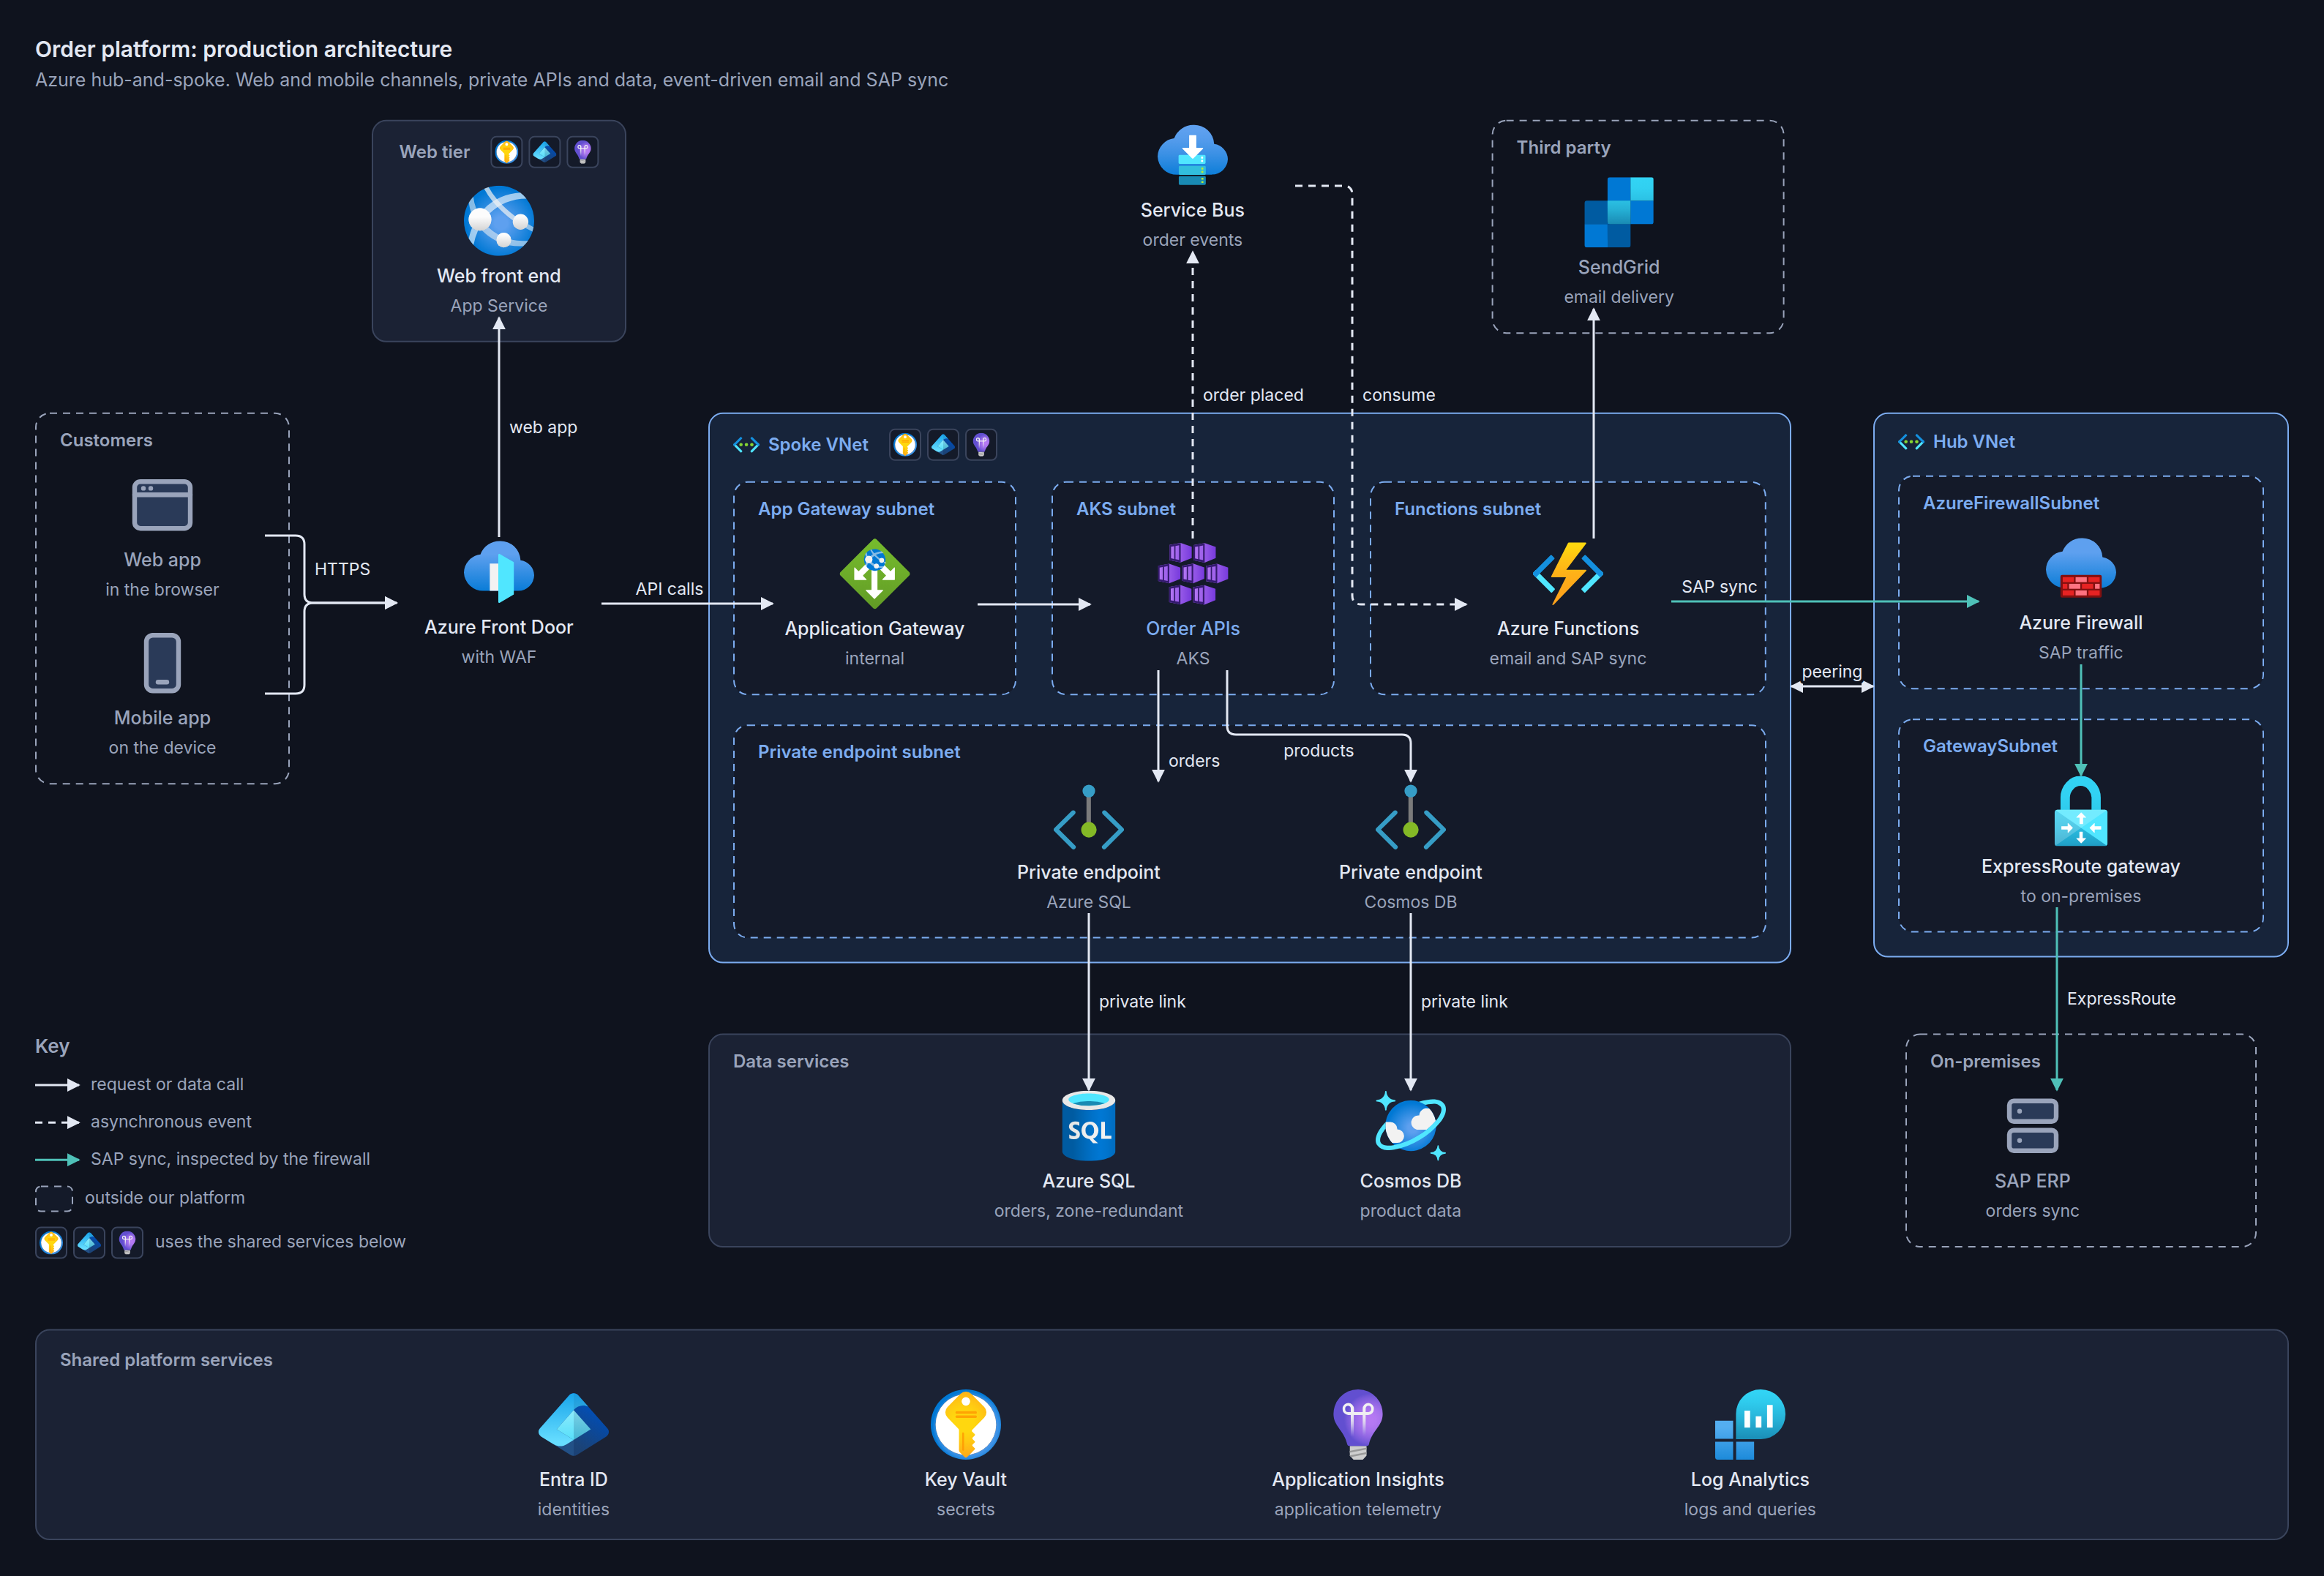 Order platform: production architecture
Azure hub-and-spoke. Web and mobile channels, private APIs and data, event-driven email and SAP sync
Web tier
Web front end
App Service
Service Bus
order events
Third party
SendGrid
email delivery
web app
order placed
consume
Customers
Web app
in the browser
Mobile app
on the device
HTTPS
Azure Front Door
with WAF
API calls
Spoke VNet
App Gateway subnet
Application Gateway
internal
AKS subnet
Order APIs
AKS
Functions subnet
Azure Functions
email and SAP sync
SAP sync
peering
Hub VNet
AzureFirewallSubnet
Azure Firewall
SAP traffic
GatewaySubnet
ExpressRoute gateway
to on-premises
Private endpoint subnet
orders
products
Private endpoint
Azure SQL
Private endpoint
Cosmos DB
private link
private link
ExpressRoute
Data services
SQL
Azure SQL
orders, zone-redundant
Cosmos DB
product data
On-premises
SAP ERP
orders sync
Key
request or data call
asynchronous event
SAP sync, inspected by the firewall
outside our platform
uses the shared services below
Shared platform services
Entra ID
identities
Key Vault
secrets
Application Insights
application telemetry
Log Analytics
logs and queries